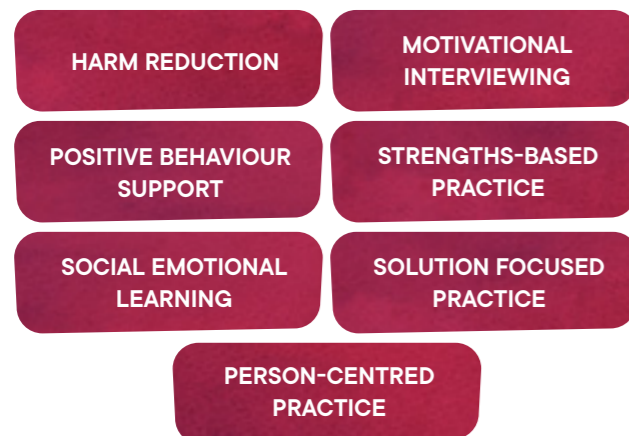 HARM REDUCTION
MOTIVATIONAL
INTERVIEWING
POSITIVE BEHAVIOUR
SUPPORT
STRENGTHS-BASED
PRACTICE
SOCIAL EMOTIONAL
LEARNING
SOLUTION FOCUSED
PRACTICE
PERSON-CENTRED
PRACTICE